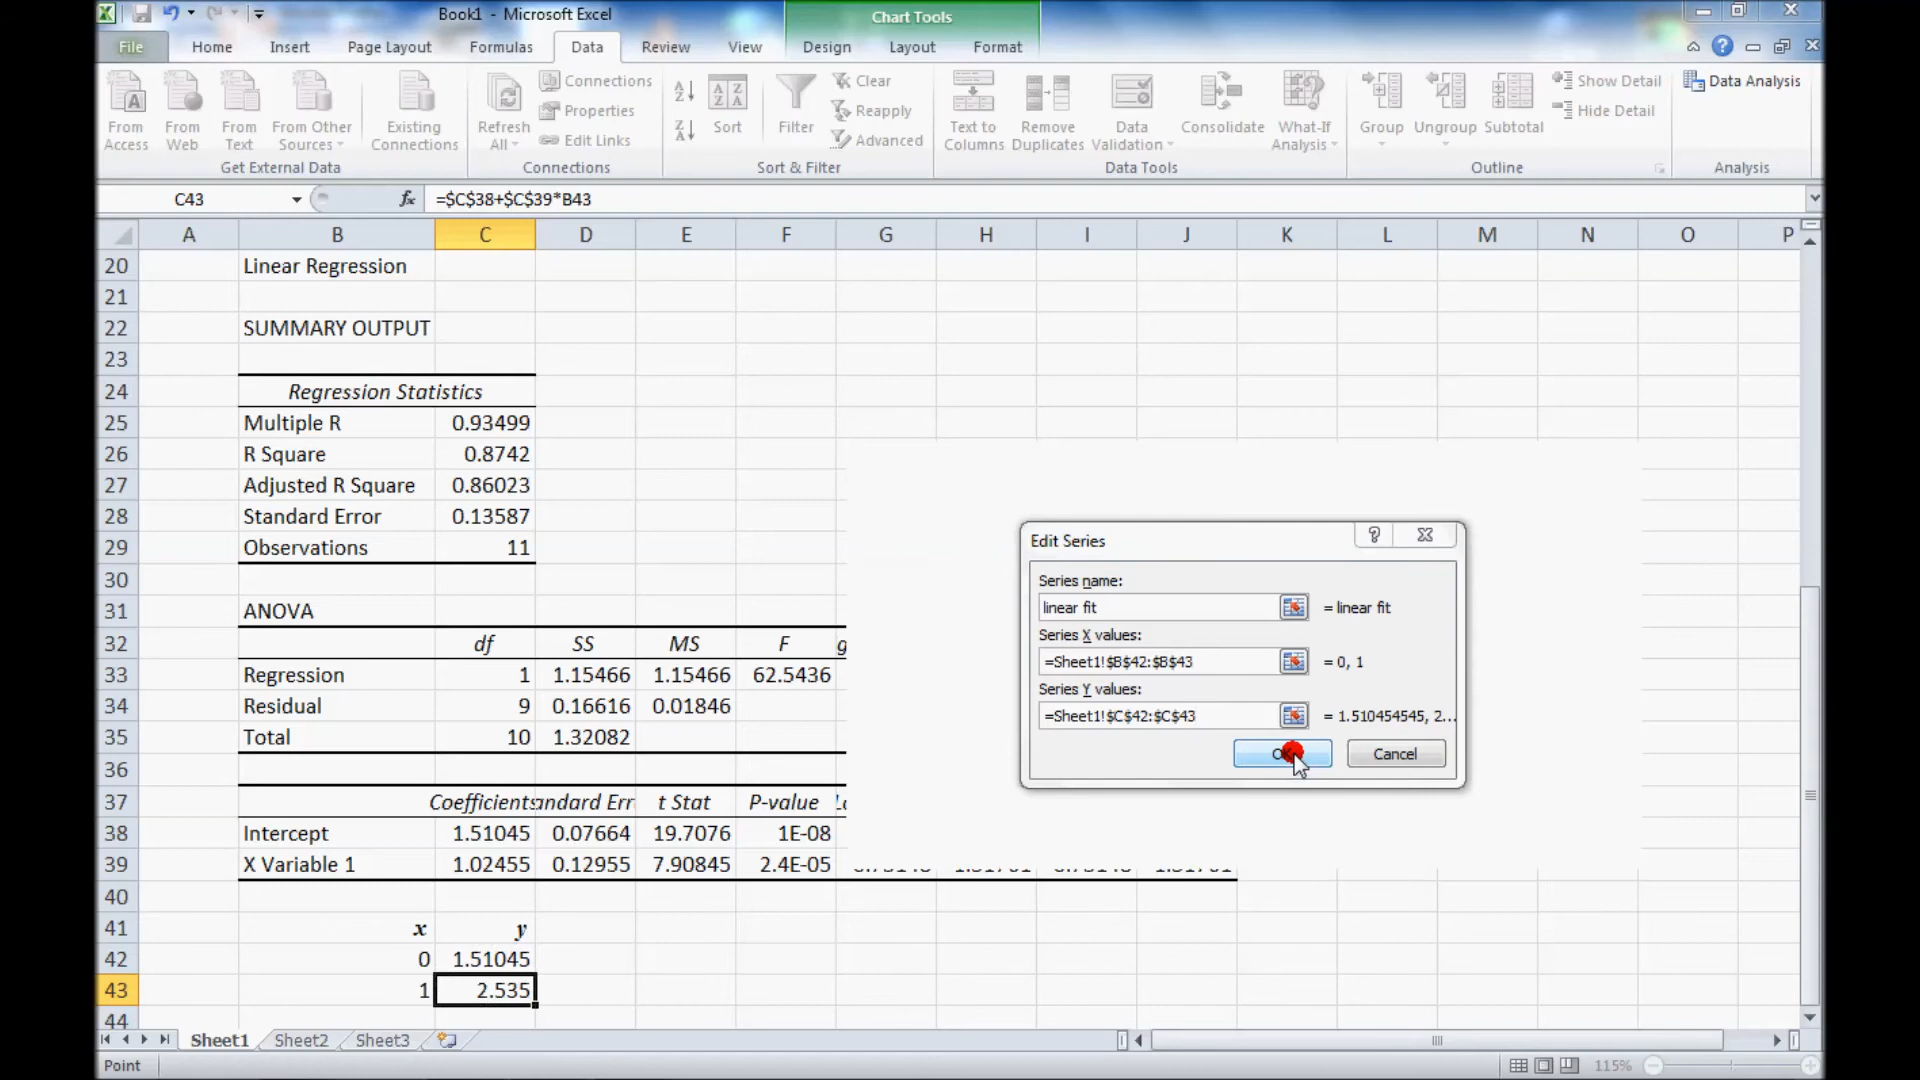 Book1 - Microsoft Excel
Chart Tools
File Home Insert Page Layout Formulas Data Review View Design Layout Format
From Access
From Web
From Text
From Other Sources
Existing Connections
Get External Data
Refresh All
Connections
Properties
Edit Links
Connections
Sort
Filter
Clear
Reapply
Advanced
Sort & Filter
Text to Columns
Remove Duplicates
Data Validation
Consolidate
What-If Analysis
Data Tools
Group
Ungroup
Subtotal
Show Detail
Hide Detail
Outline
Data Analysis
Analysis
C43 fx =$C$38+$C$39*B43
A B C D E F G H I J K L M N O P
20 Linear Regression
21
22 SUMMARY OUTPUT
23
24 Regression Statistics
25 Multiple R 0.93499
26 R Square 0.8742
27 Adjusted R Square 0.86023
28 Standard Error 0.13587
29 Observations 11
30
31 ANOVA
32 df SS MS F
33 Regression 1 1.15466 1.15466 62.5436
34 Residual 9 0.16616 0.01846
35 Total 10 1.32082
36
37 Coefficients andard Err t Stat P-value
38 Intercept 1.51045 0.07664 19.7076 1E-08
39 X Variable 1 1.02455 0.12955 7.90845 2.4E-05
40
41 x y
42 0 1.51045
43 1 2.535
44
Edit Series
Series name:
linear fit = linear fit
Series X values:
=Sheet1!$B$42:$B$43 = 0, 1
Series Y values:
=Sheet1!$C$42:$C$43 = 1.510454545, 2...
OK Cancel
Sheet1 Sheet2 Sheet3
Point 115%